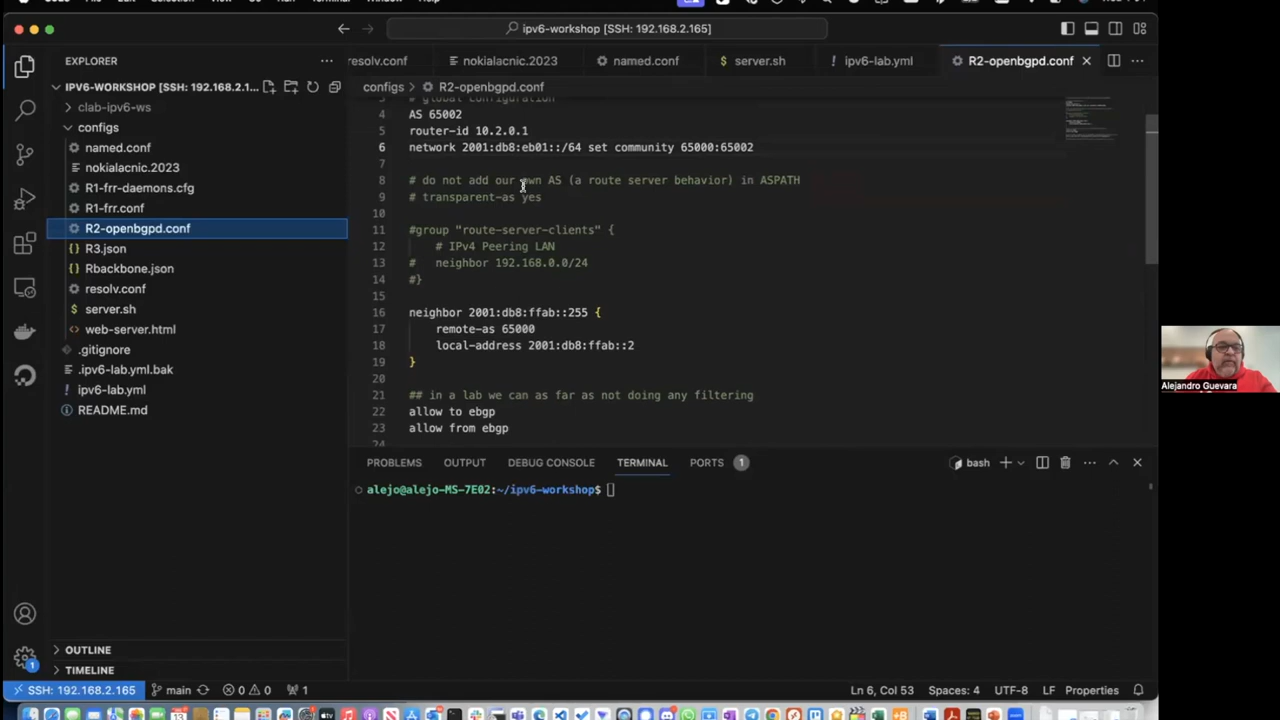 ipv6-workshop [SSH: 192.168.2.165]
EXPLORER
resolv.conf
nokialacnic.2023
named.conf
server.sh
ipv6-lab.yml
R2-openbgpd.conf
IPV6-WORKSHOP [SSH: 192.168.2.1...
clab-ipv6-ws
configs
named.conf
nokialacnic.2023
R1-frr-daemons.cfg
R1-frr.conf
R2-openbgpd.conf
R3.json
Rbackbone.json
resolv.conf
server.sh
web-server.html
.gitignore
.ipv6-lab.yml.bak
ipv6-lab.yml
README.md
OUTLINE
TIMELINE
configs > R2-openbgpd.conf
3 # global configuration
4 AS 65002
5 router-id 10.2.0.1
6 network 2001:db8:eb01::/64 set community 65000:65002
7
8 # do not add our own AS (a route server behavior) in ASPATH
9 # transparent-as yes
10
11 #group "route-server-clients" {
12 # IPv4 Peering LAN
13 # neighbor 192.168.0.0/24
14 #}
15
16 neighbor 2001:db8:ffab::255 {
17 remote-as 65000
18 local-address 2001:db8:ffab::2
19 }
20
21 ## in a lab we can as far as not doing any filtering
22 allow to ebgp
23 allow from ebgp
24
PROBLEMS OUTPUT DEBUG CONSOLE TERMINAL PORTS 1
bash
alejo@alejo-MS-7E02:~/ipv6-workshop$
Alejandro Guevara
1
SSH: 192.168.2.165 main 0 0 1 Ln 6, Col 53 Spaces: 4 UTF-8 LF Properties